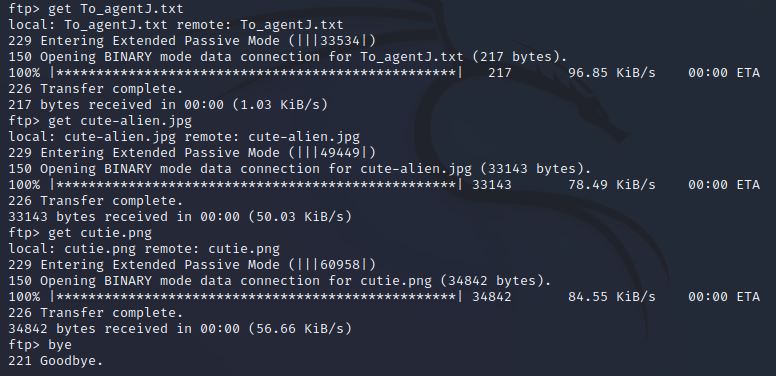 ftp> get To_agentJ.txt
local: To_agentJ.txt remote: To_agentJ.txt
229 Entering Extended Passive Mode (|||33534|)
150 Opening BINARY mode data connection for To_agentJ.txt (217 bytes).
100% |**************************************************|   217       96.85 KiB/s    00:00 ETA
226 Transfer complete.
217 bytes received in 00:00 (1.03 KiB/s)
ftp> get cute-alien.jpg
local: cute-alien.jpg remote: cute-alien.jpg
229 Entering Extended Passive Mode (|||49449|)
150 Opening BINARY mode data connection for cute-alien.jpg (33143 bytes).
100% |**************************************************| 33143       78.49 KiB/s    00:00 ETA
226 Transfer complete.
33143 bytes received in 00:00 (50.03 KiB/s)
ftp> get cutie.png
local: cutie.png remote: cutie.png
229 Entering Extended Passive Mode (|||60958|)
150 Opening BINARY mode data connection for cutie.png (34842 bytes).
100% |**************************************************| 34842       84.55 KiB/s    00:00 ETA
226 Transfer complete.
34842 bytes received in 00:00 (56.66 KiB/s)
ftp> bye
221 Goodbye.